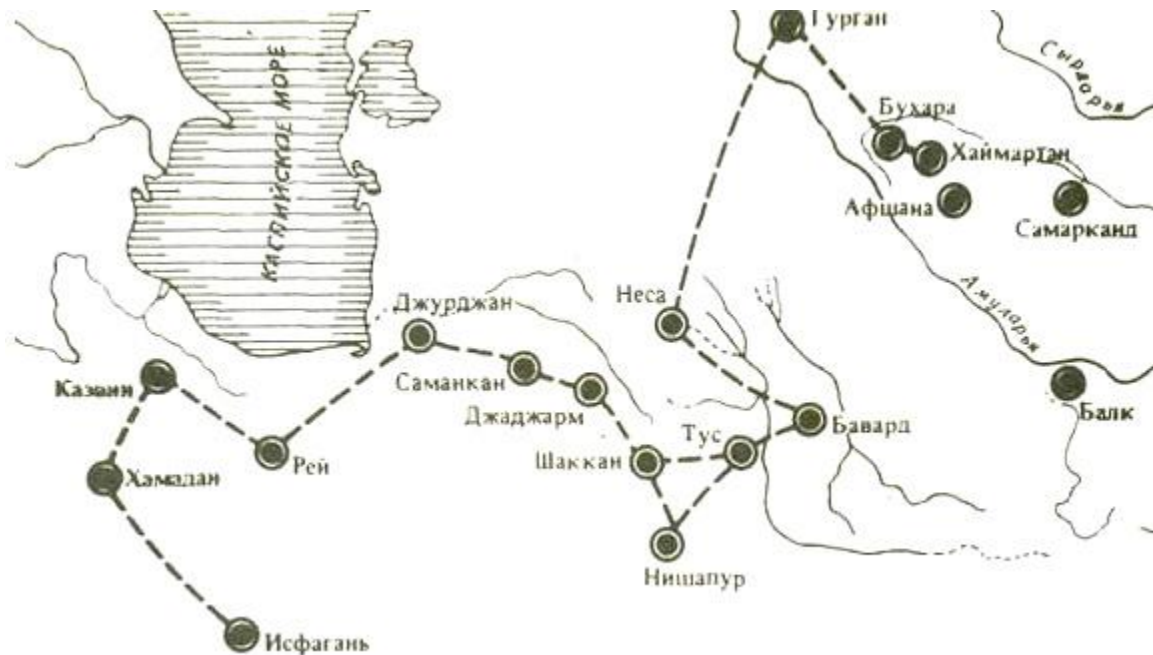 Гурган
Сырдарья
КАСПИЙСКОЕ МОРЕ
Бухара
Хаймартан
Афшана
Самарканд
Неса
Амударья
Джурджан
Казвин
Саманкан
Джаджарм
Балк
Бавард
Тус
Рей
Шаккан
Хамадан
Нишапур
Исфагань